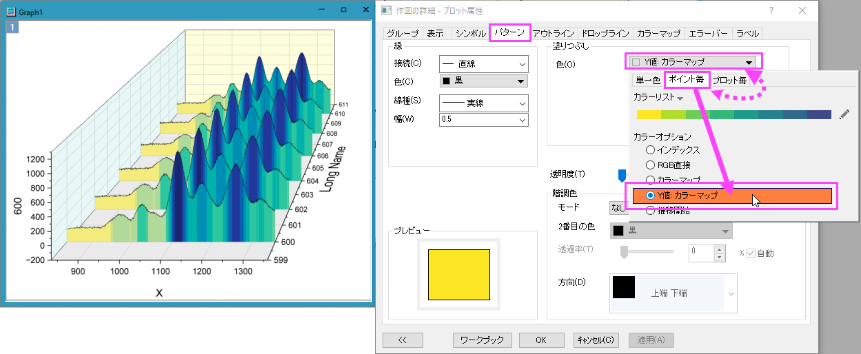 Graph1
1
1200
1000
800
600
400
200
0
−200
600
900
1000
1100
1200
1300
X
599
600
601
602
603
604
605
606
607
608
609
610
611
Long Name
作図の詳細 - プロット属性
グループ 表示 シンボル パターン アウトライン ドロップライン カラーマップ エラーバー ラベル
線
接続(C) 直線
色(C) 黒
線種(S) 実線
幅(W) 0.5
プレビュー
塗りつぶし
色(O) Y値: カラーマップ
単一色 ポイント毎 プロット毎
カラーリスト
カラーオプション
インデックス
RGB直接
カラーマップ
Y値: カラーマップ
透明度(T)
階調色
モード なし
2番目の色 黒
透過率(T) 0 % 自動
方向(D) 上端 下端
<< ワークブック OK キャンセル(C) 適用(A)